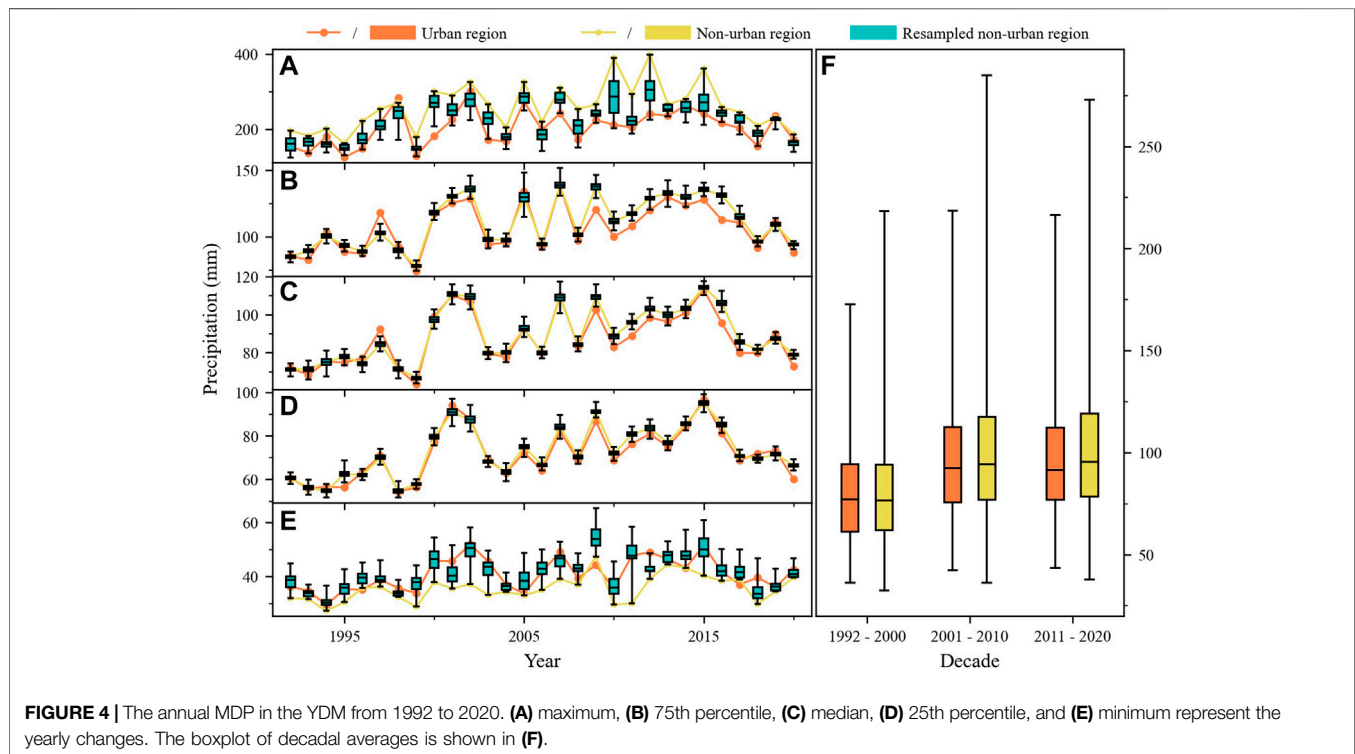 / Urban region / Non-urban region Resampled non-urban region
A
400
200
B
150
100
C
120
100
80
D
100
80
60
E
60
40
1995 2005 2015
Year
Precipitation (mm)
F
250
200
150
100
50
1992 - 2000 2001 - 2010 2011 - 2020
Decade
FIGURE 4 | The annual MDP in the YDM from 1992 to 2020. (A) maximum, (B) 75th percentile, (C) median, (D) 25th percentile, and (E) minimum represent the
yearly changes. The boxplot of decadal averages is shown in (F).